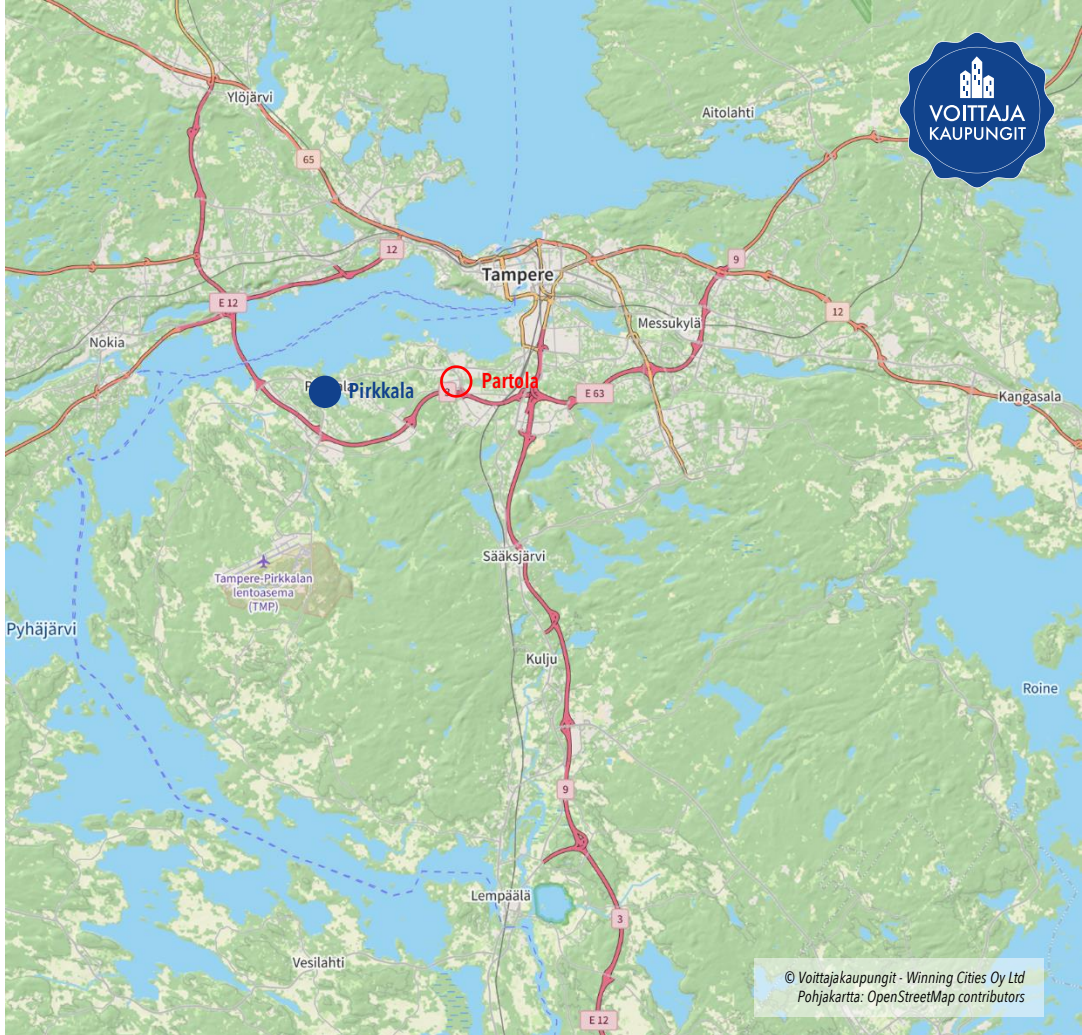 Ylöjärvi
Aitolahti
VOITTAJA
KAUPUNGIT
65
12
9
Tampere
E 12
12
Nokia
Messukylä
Pirkkala
Partola
E 63
Kangasala
Sääksjärvi
Tampere-Pirkkalan
lentoasema
(TMP)
Pyhäjärvi
Kulju
Roine
9
Lempäälä
3
Vesilahti
© Voittajakaupungit - Winning Cities Oy Ltd
Pohjakartta: OpenStreetMap contributors
E 12